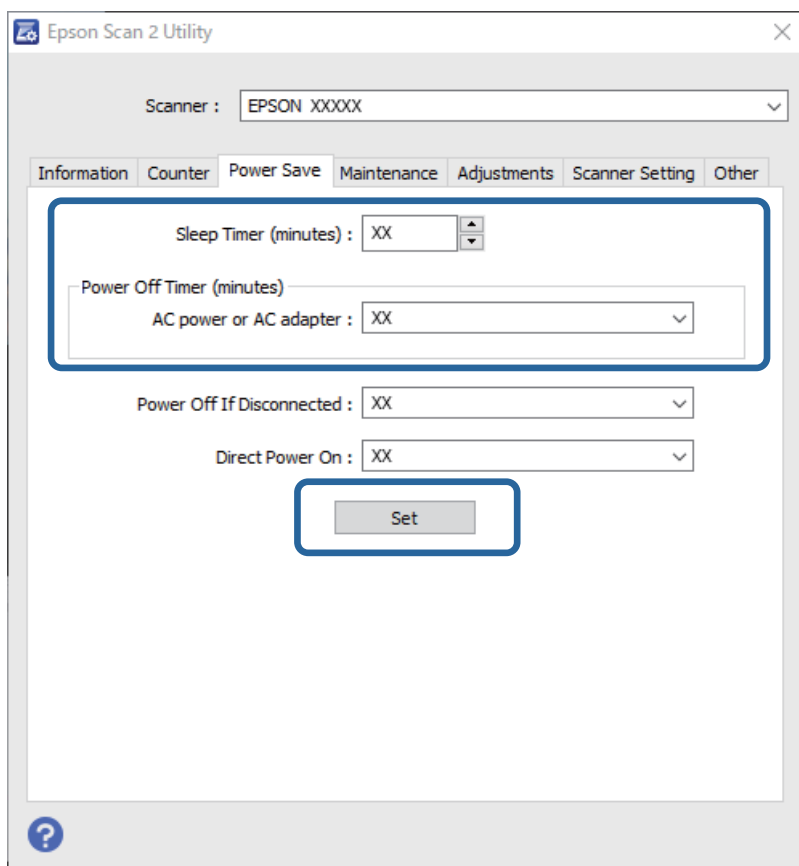 Epson Scan 2 Utility
Scanner : EPSON XXXXX
Information Counter Power Save Maintenance Adjustments Scanner Setting Other
Sleep Timer (minutes) : XX
Power Off Timer (minutes)
AC power or AC adapter : XX
Power Off If Disconnected : XX
Direct Power On : XX
Set
?